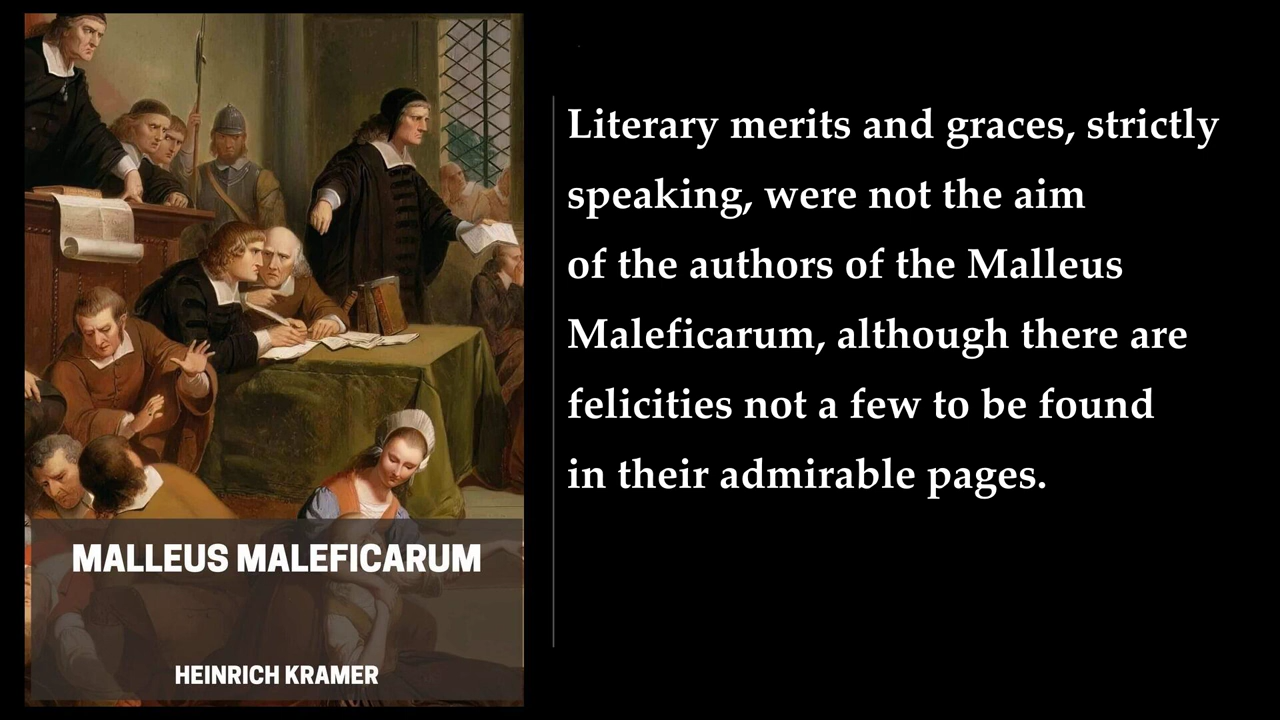 MALLEUS MALEFICARUM
HEINRICH KRAMER
Literary merits and graces, strictly
speaking, were not the aim
of the authors of the Malleus
Maleficarum, although there are
felicities not a few to be found
in their admirable pages.